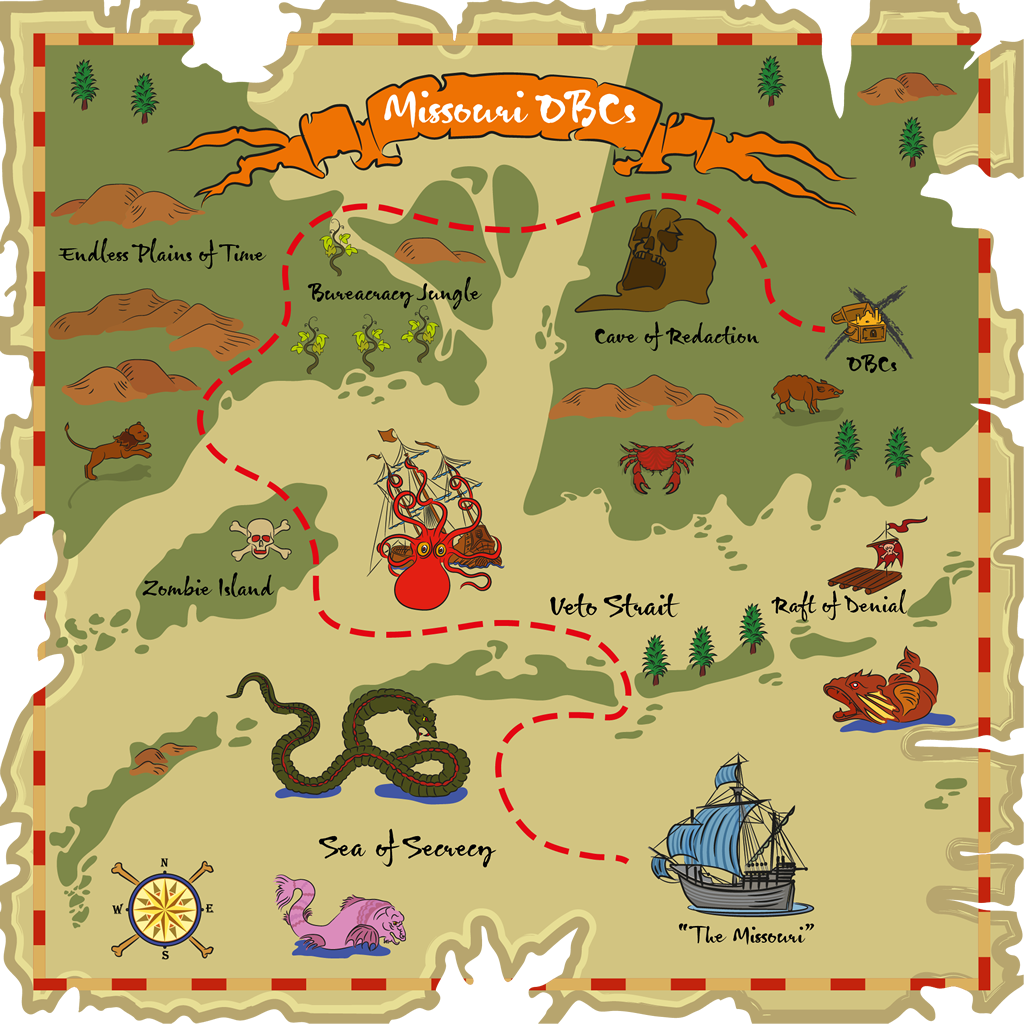 Missouri OBCs
Endless Plains of Time
Bureacracy Jungle
Cave of Redaction
OBCs
Zombie Island
Veto Strait
Raft of Denial
Sea of Secrecy
N
W E
S
"The Missouri"